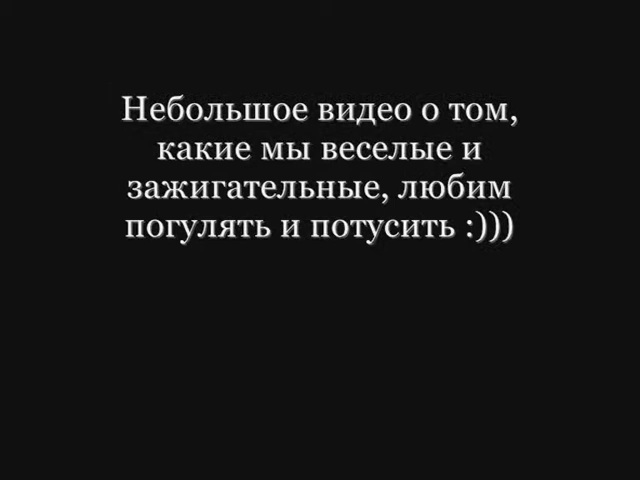 Небольшое видео о том,
какие мы веселые и
зажигательные, любим
погулять и потусить :)))